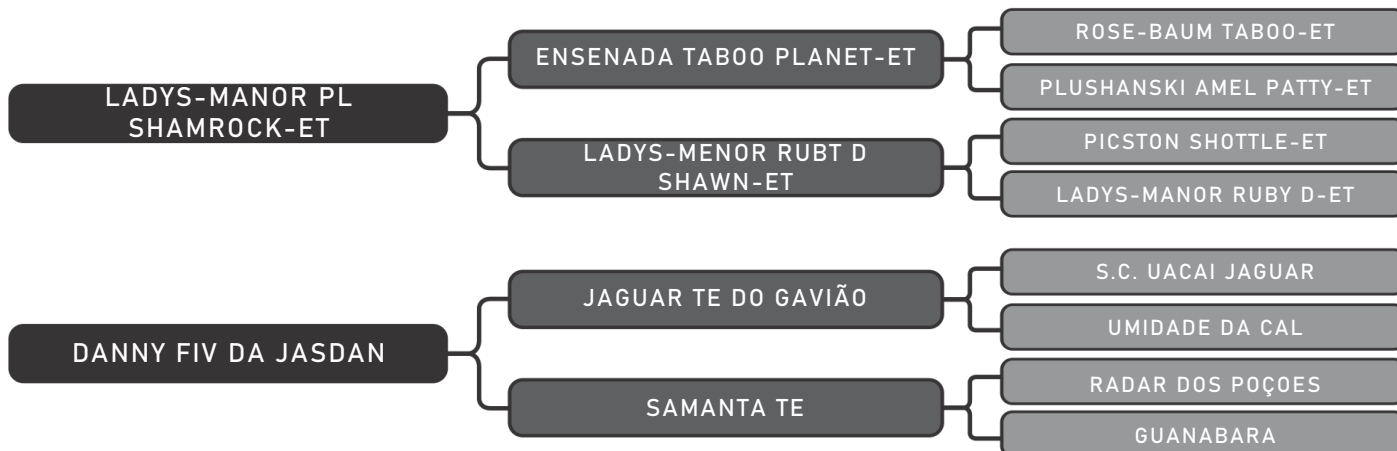 LADYS-MANOR PL
SHAMROCK-ET
ENSENADA TABOO PLANET-ET
ROSE-BAUM TABOO-ET
PLUSHANSKI AMEL PATTY-ET
LADYS-MENOR RUBT D
SHAWN-ET
PICSTON SHOTTLE-ET
LADYS-MANOR RUBY D-ET
DANNY FIV DA JASDAN
JAGUAR TE DO GAVIÃO
S.C. UACAI JAGUAR
UMIDADE DA CAL
SAMANTA TE
RADAR DOS POÇOES
GUANABARA